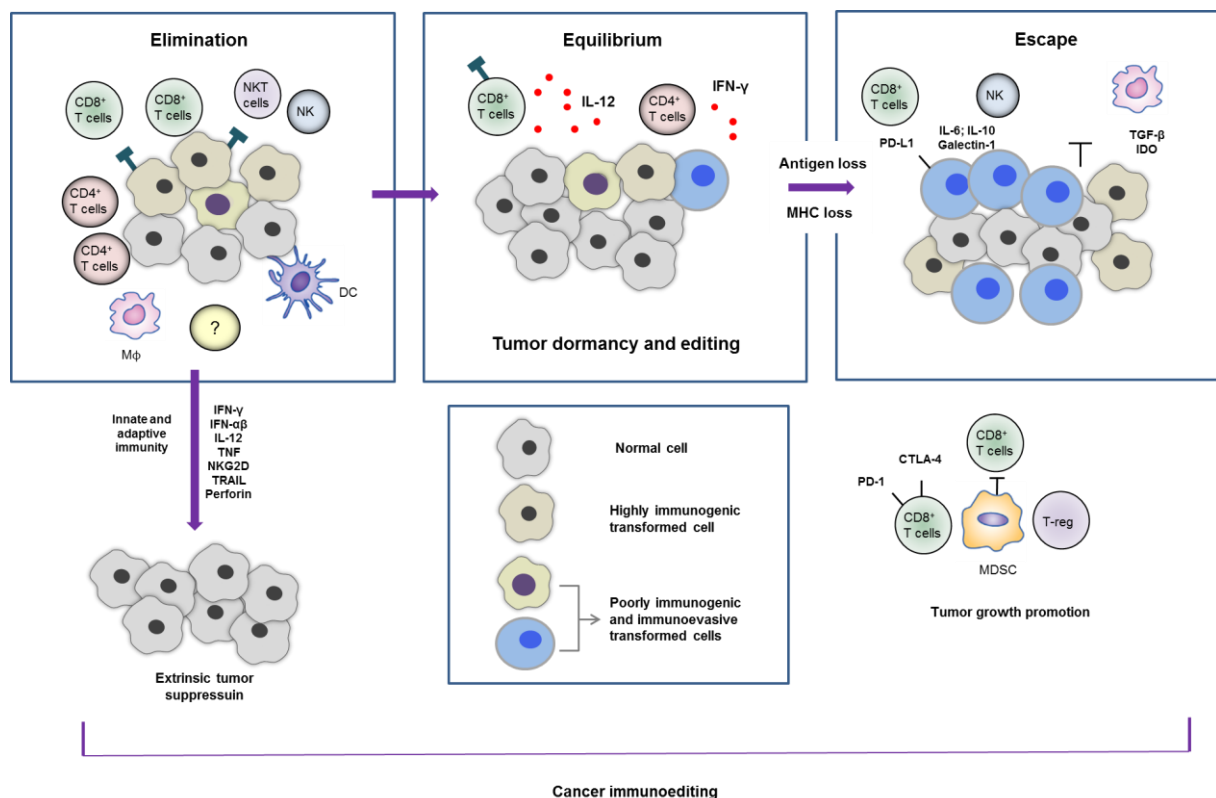 Elimination
CD8⁺
T cells
CD8⁺
T cells
NKT
cells
NK
CD4⁺
T cells
CD4⁺
T cells
DC
Mϕ
?
Equilibrium
CD8⁺
T cells
IL-12
CD4⁺
T cells
IFN-γ
Tumor dormancy and editing
Antigen loss
MHC loss
Escape
CD8⁺
T cells
NK
PD-L1
IL-6; IL-10
Galectin-1
TGF-β
IDO
Innate and
adaptive
immunity
IFN-γ
IFN-αβ
IL-12
TNF
NKG2D
TRAIL
Perforin
Extrinsic tumor
suppressuin
Normal cell
Highly immunogenic
transformed cell
Poorly immunogenic
and immunoevasive
transformed cells
CD8⁺
T cells
CTLA-4
PD-1
CD8⁺
T cells
MDSC
T-reg
Tumor growth promotion
Cancer immunoediting